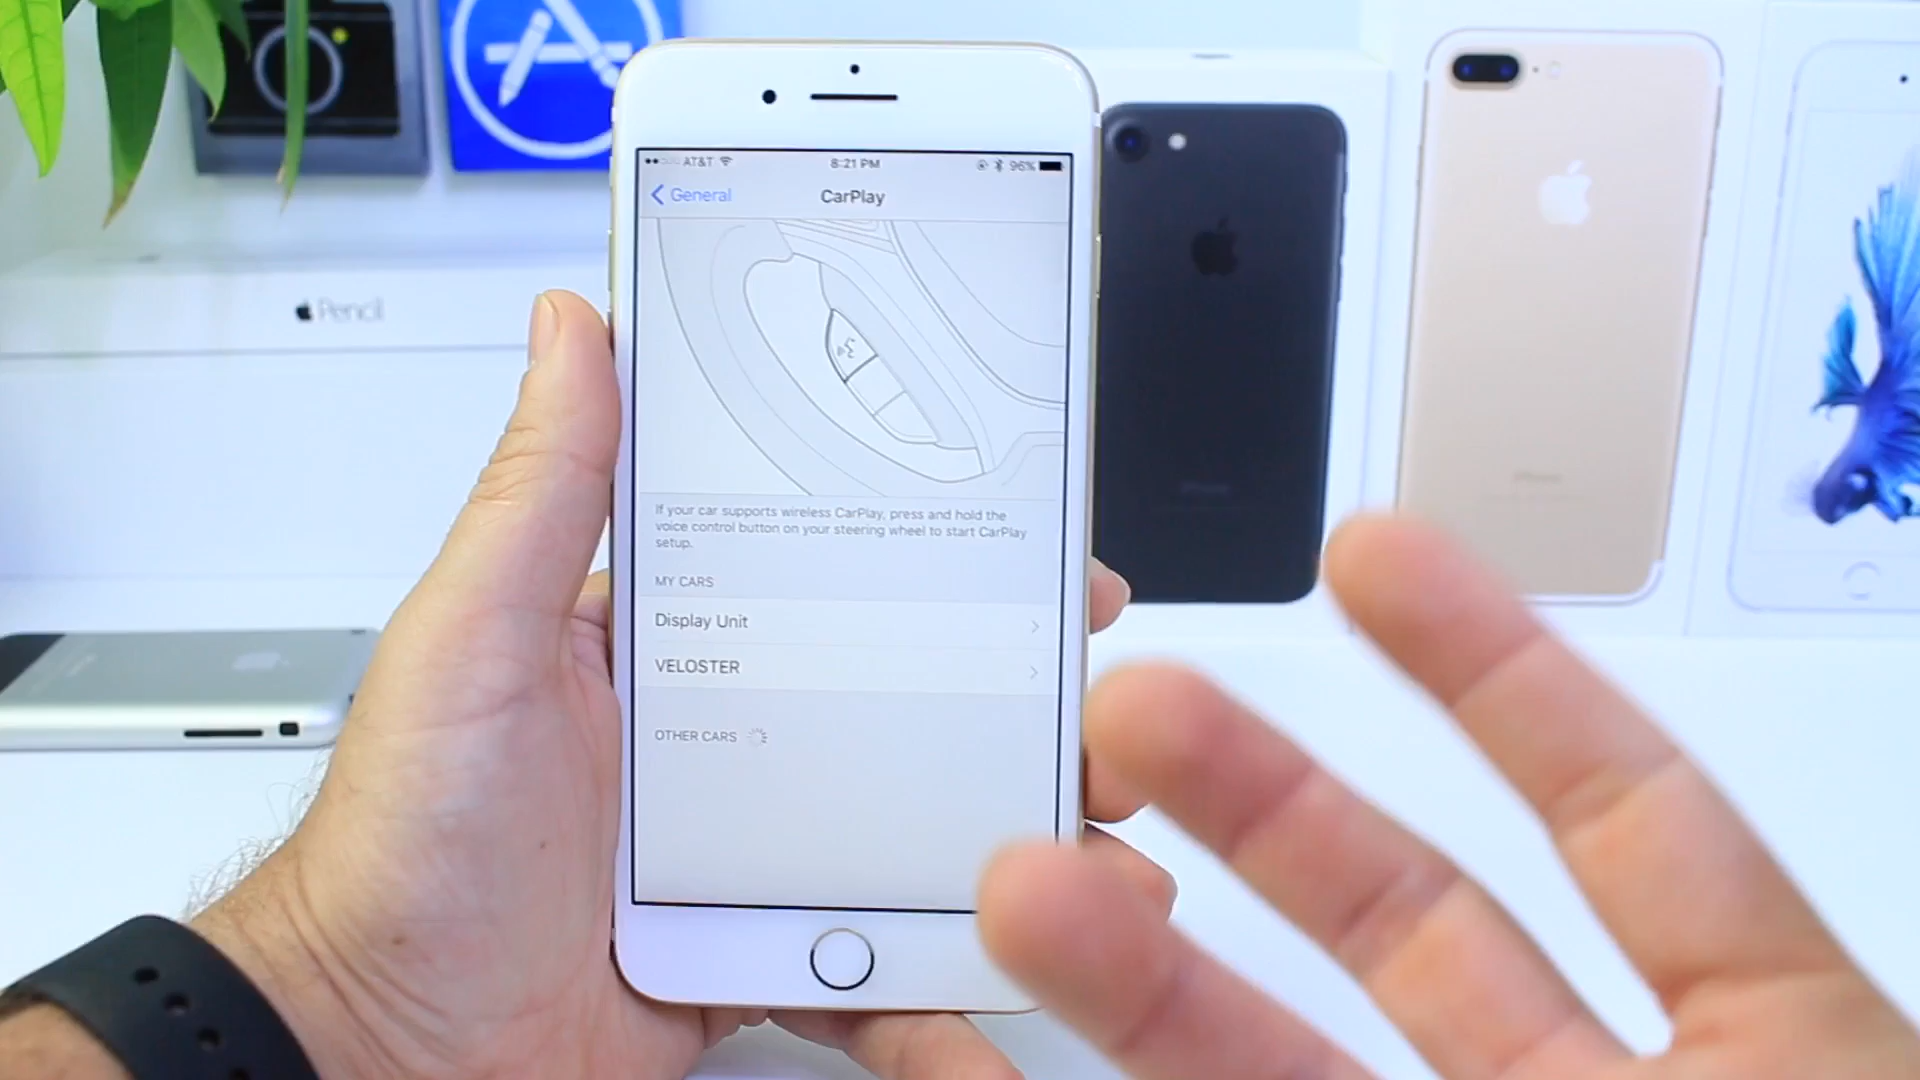 AT&T 8:21 PM 96%
General CarPlay
Pencil
If your car supports wireless CarPlay, press and hold the
voice control button on your steering wheel to start CarPlay
setup.
MY CARS
Display Unit
VELOSTER
OTHER CARS
iPhone